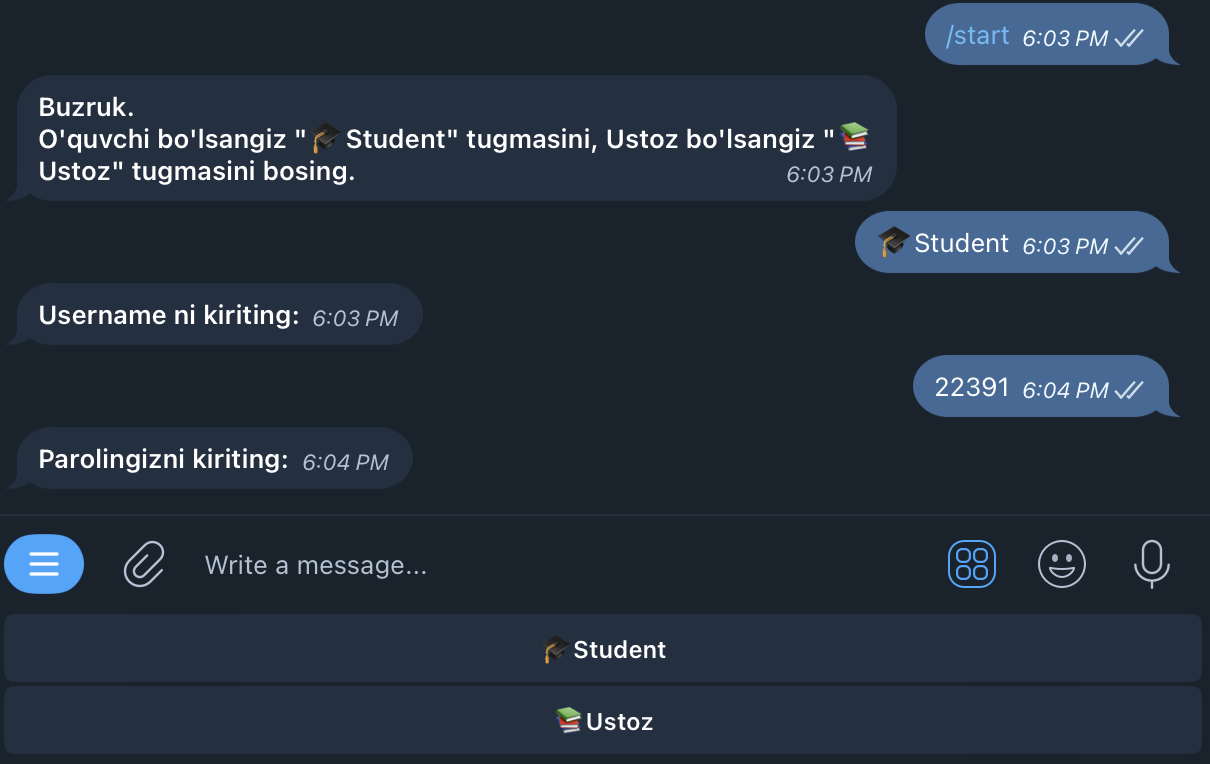 /start 6:03 PM
Buzruk.
O'quvchi bo'lsangiz "🎓Student" tugmasini, Ustoz bo'lsangiz "📚
Ustoz" tugmasini bosing. 6:03 PM
🎓Student 6:03 PM
Username ni kiriting: 6:03 PM
22391 6:04 PM
Parolingizni kiriting: 6:04 PM
Write a message...
🎓Student
📚Ustoz